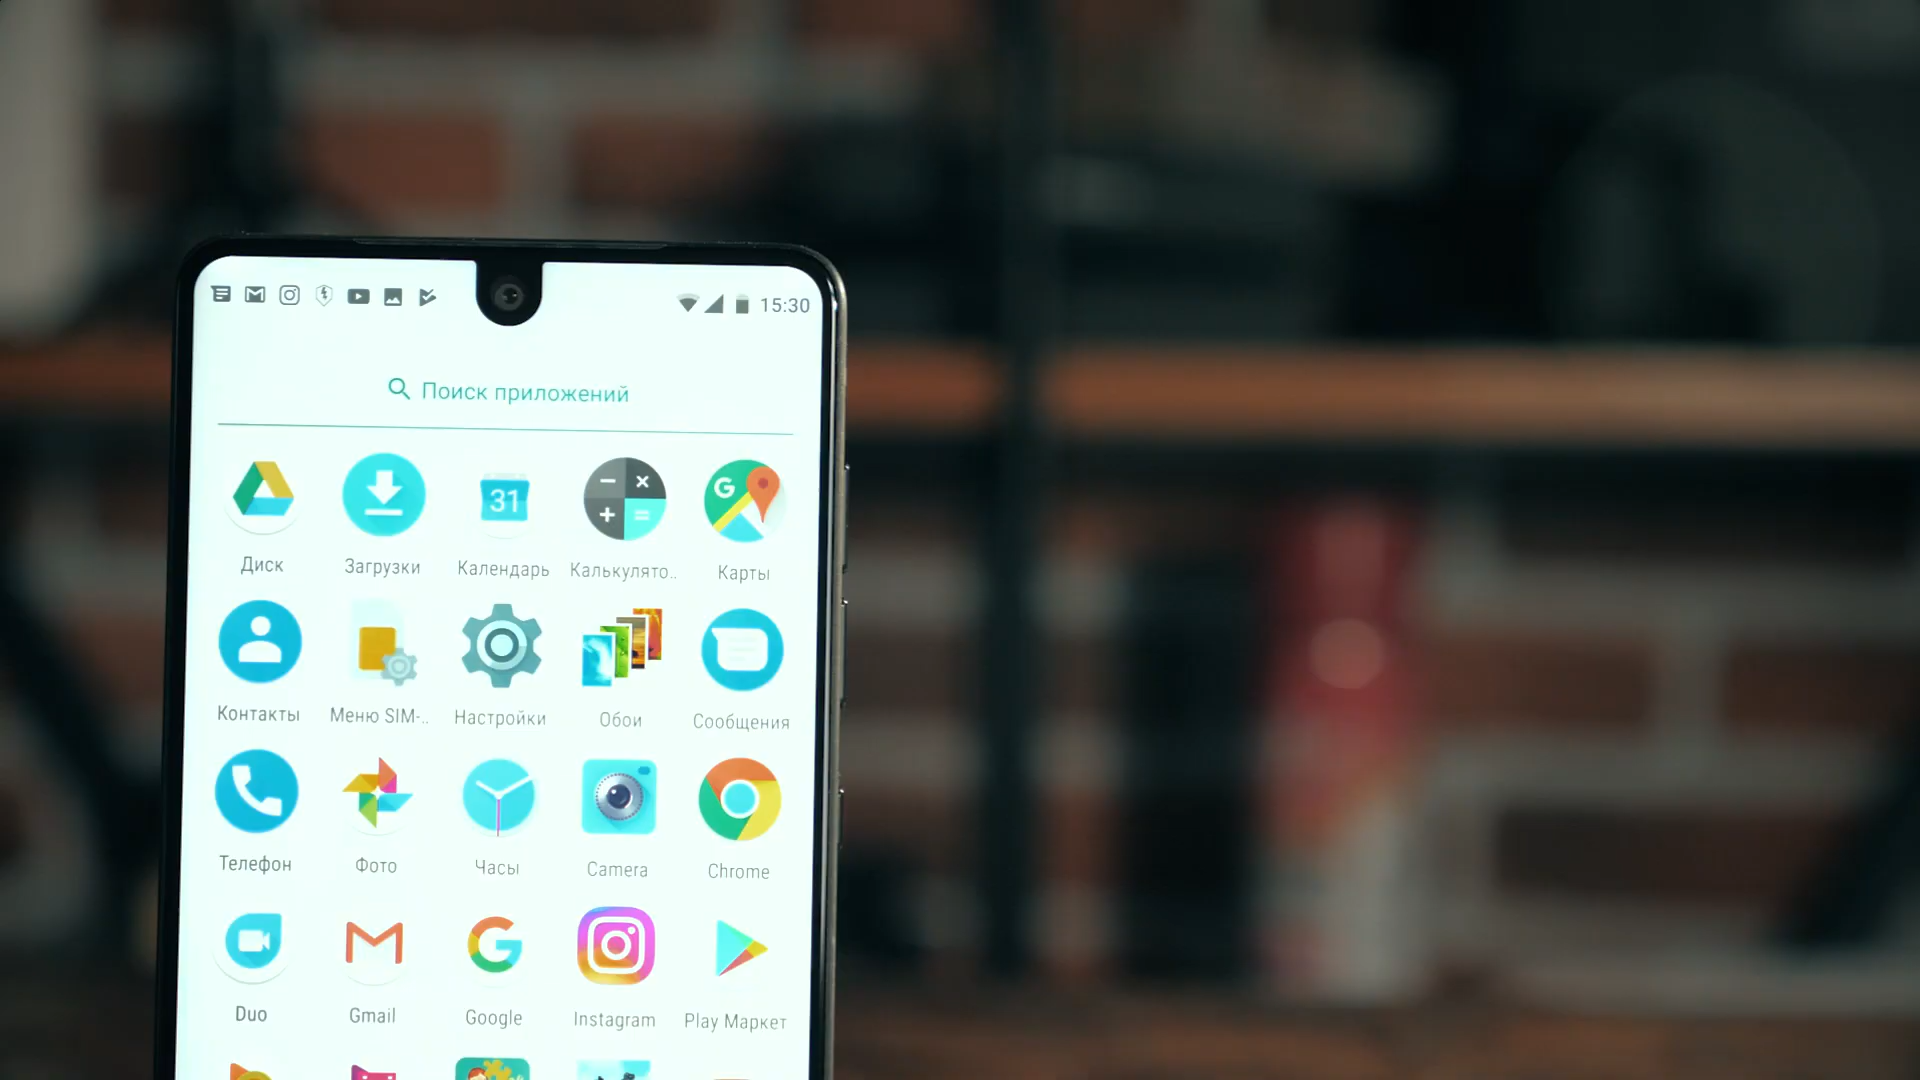 15:30
Поиск приложений
31
Диск Загрузки Календарь Калькулято.. Карты
Контакты Меню SIM-.. Настройки Обои Сообщения
Телефон Фото Часы Camera Chrome
Duo Gmail Google Instagram Play Маркет